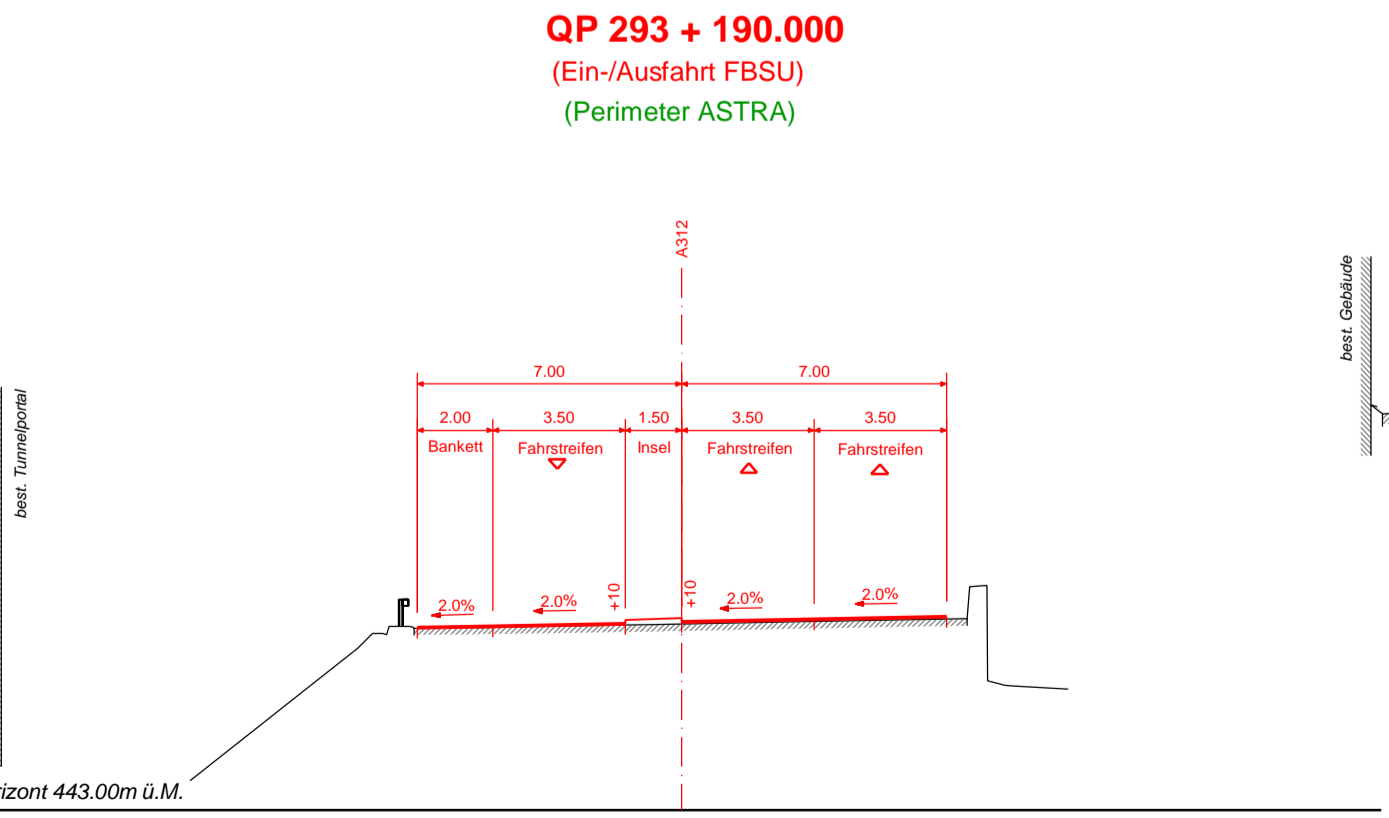 QP 293 + 190.000
(Ein-/Ausfahrt FBSU)
(Perimeter ASTRA)
A312
best. Gebäude
best. Tunnelportal
7.00 7.00
2.00 3.50 1.50 3.50 3.50
Bankett Fahrstreifen Insel Fahrstreifen Fahrstreifen
2.0% 2.0% +10 +10 2.0% 2.0%
rizont 443.00m ü.M.